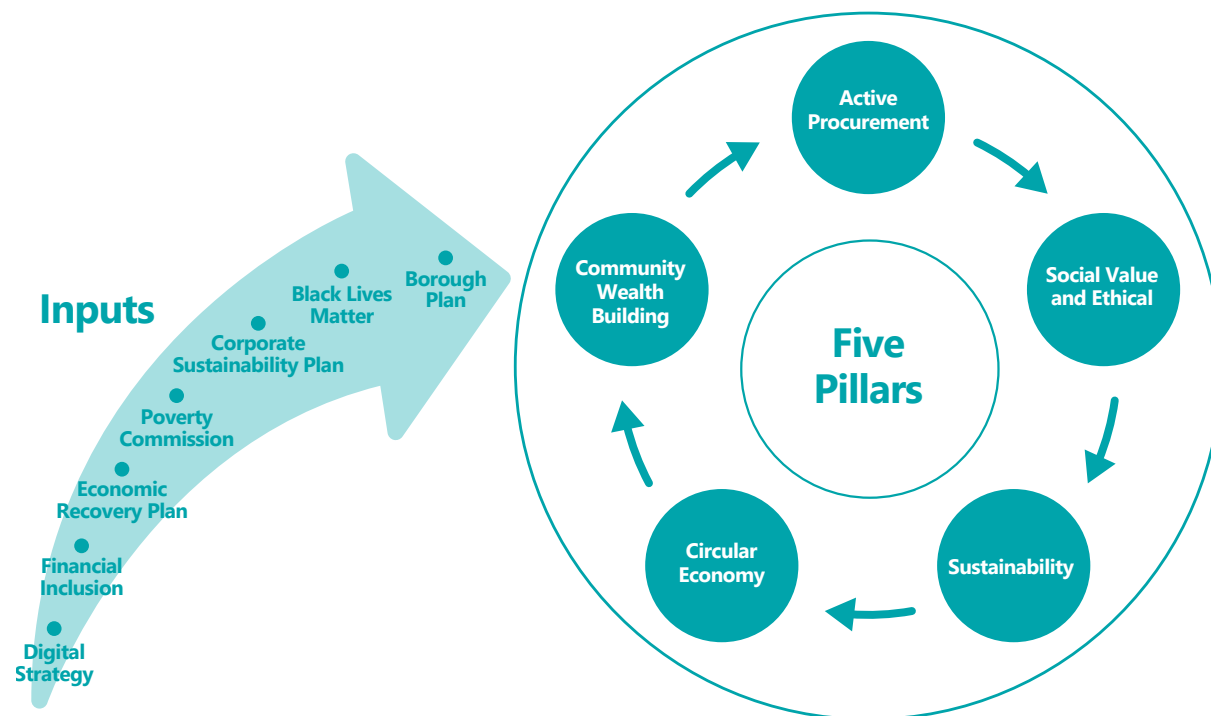 Inputs
Digital
Strategy
Financial
Inclusion
Economic
Recovery Plan
Poverty
Commission
Corporate
Sustainability Plan
Black Lives
Matter
Borough
Plan
Five
Pillars
Active
Procurement
Social Value
and Ethical
Sustainability
Circular
Economy
Community
Wealth
Building